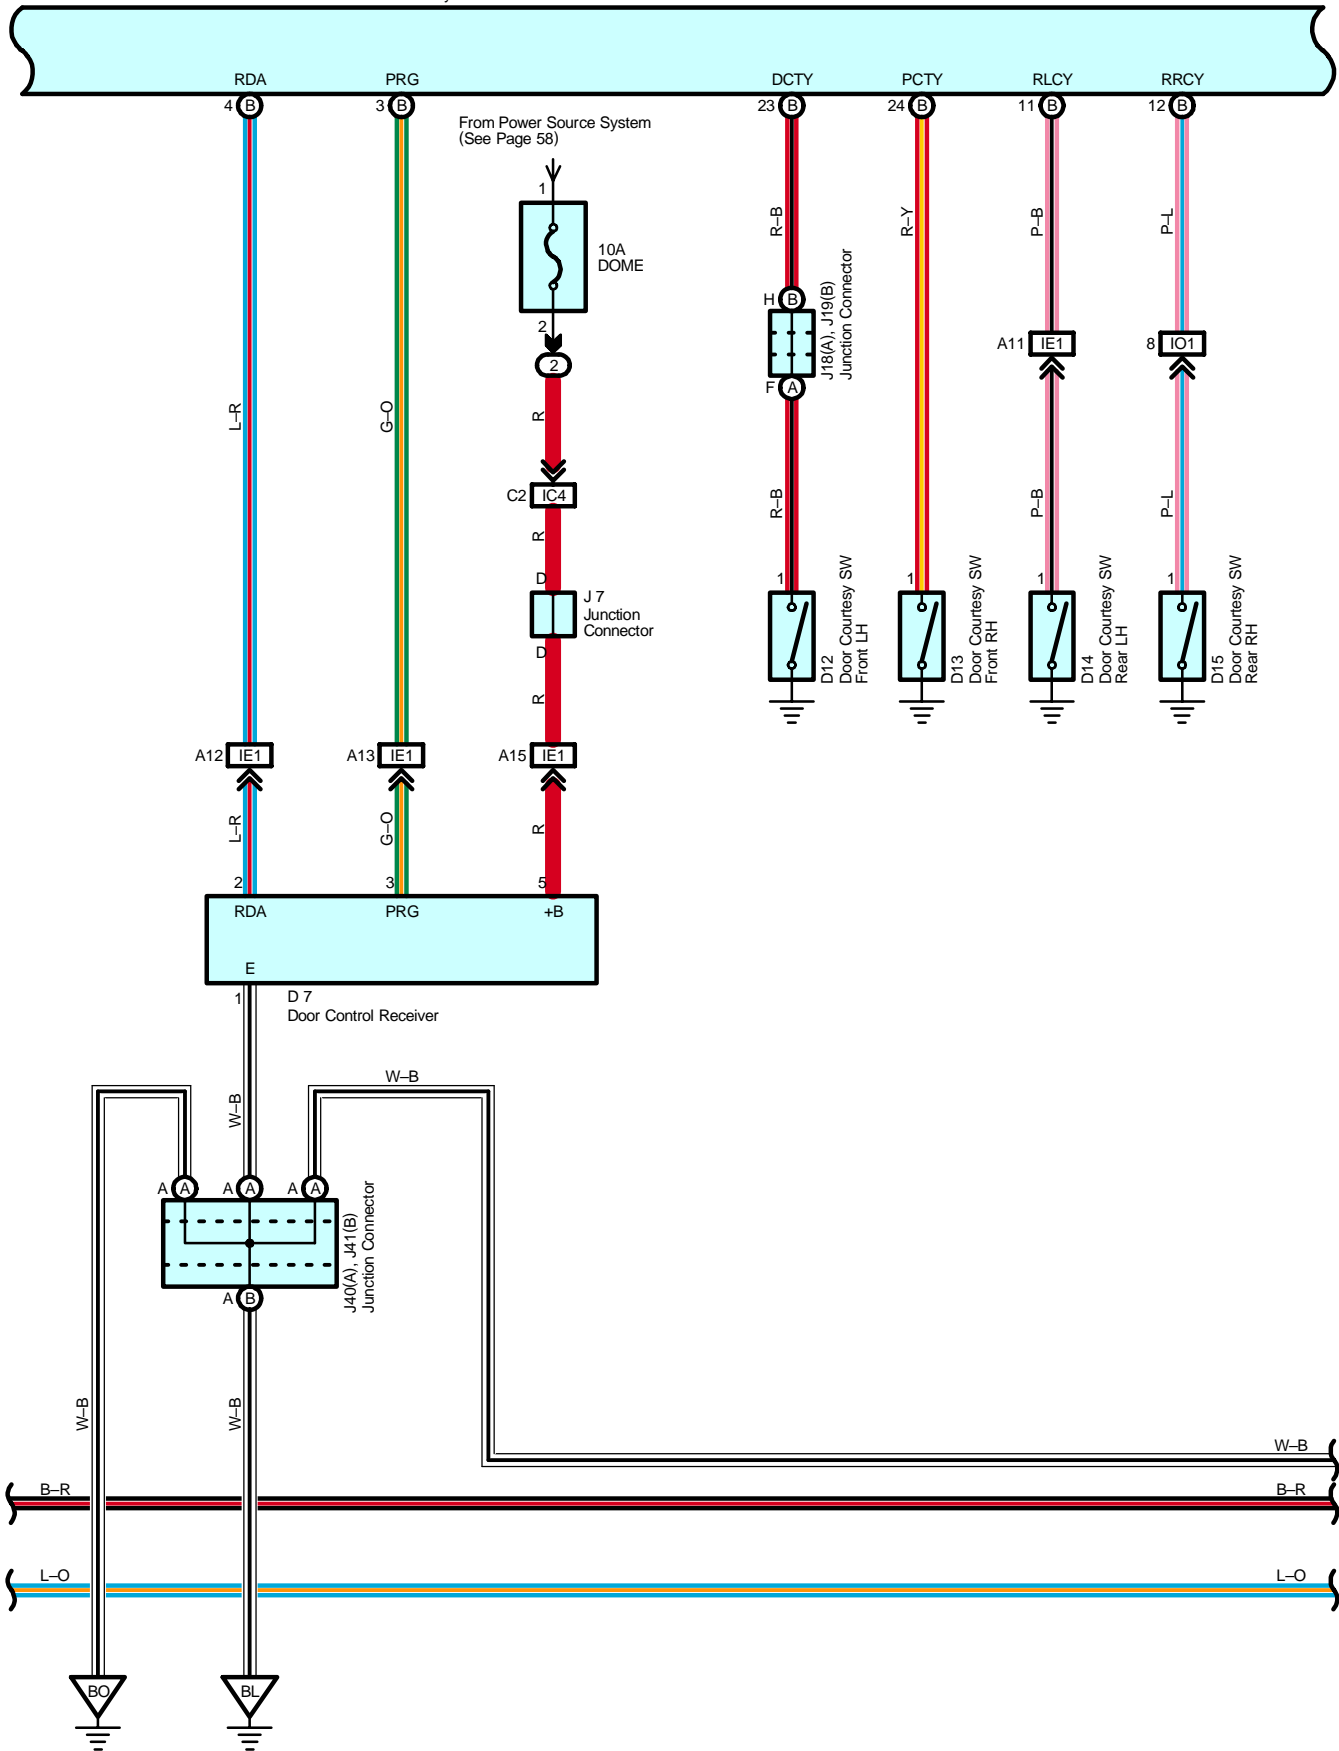 RDA
PRG
DCTY
PCTY
RLCY
RRCY
4 B
3 B
23 B
24 B
11 B
12 B
From Power Source System
(See Page 58)
1
10A
DOME
2
2
R–B
R–Y
P–B
P–L
H B
J18(A), J19(B)
Junction Connector
F A
A11 IE1
8 IO1
L–R
G–O
R
C2 IC4
R
D
J 7
Junction
Connector
D
R
R–B
P–B
P–L
1
1
1
1
D12
Door Courtesy SW
Front LH
D13
Door Courtesy SW
Front RH
D14
Door Courtesy SW
Rear LH
D15
Door Courtesy SW
Rear RH
A12 IE1
A13 IE1
A15 IE1
L–R
G–O
R
2
3
5
RDA
PRG
+B
E
1
D 7
Door Control Receiver
W–B
W–B
A A
A A
A A
J40(A), J41(B)
Junction Connector
A B
W–B
W–B
W–B
B–R
B–R
L–O
L–O
BO
BL